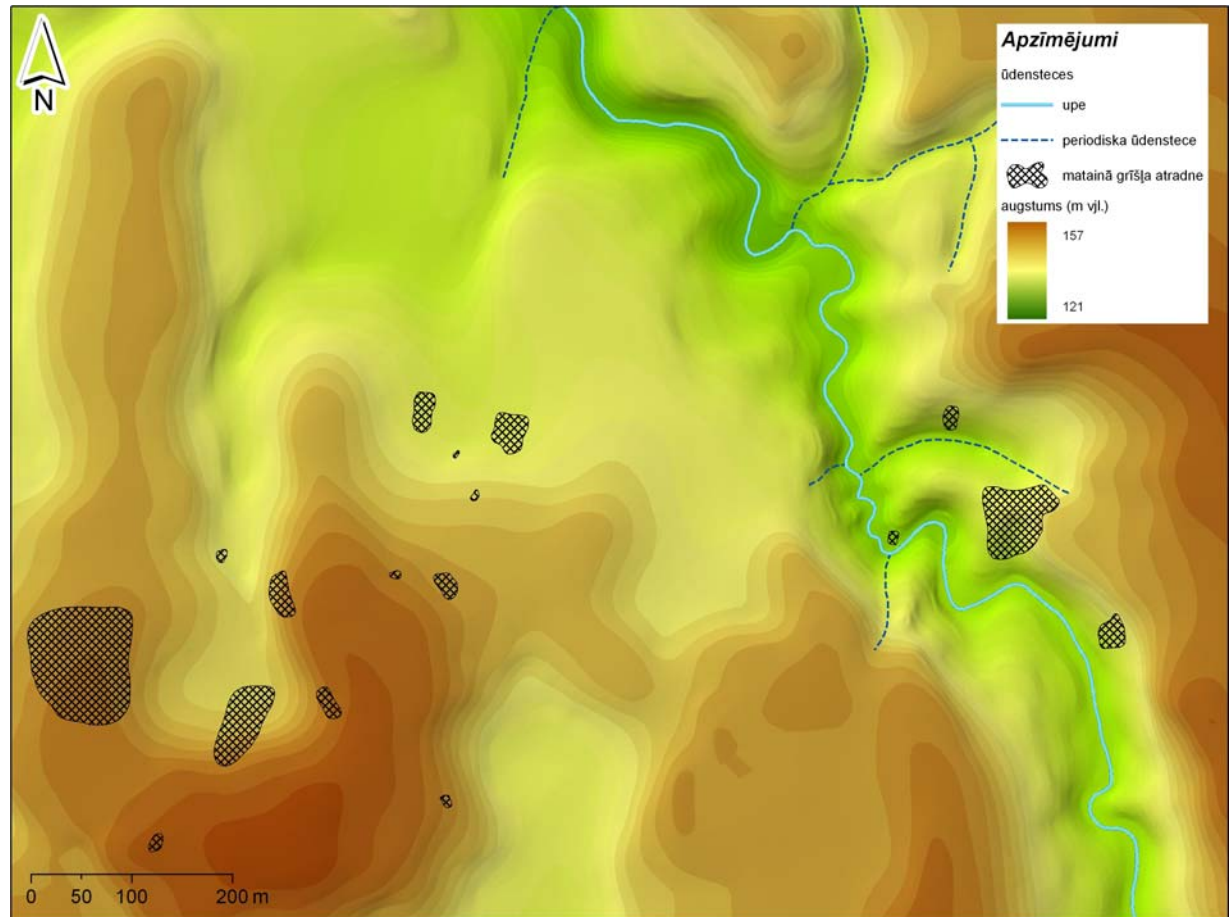 N
Apzīmējumi
ūdensteces
upe
periodiska ūdenstece
matainā grīšļa atradne
augstums (m vjl.)
157
121
0 50 100 200 m